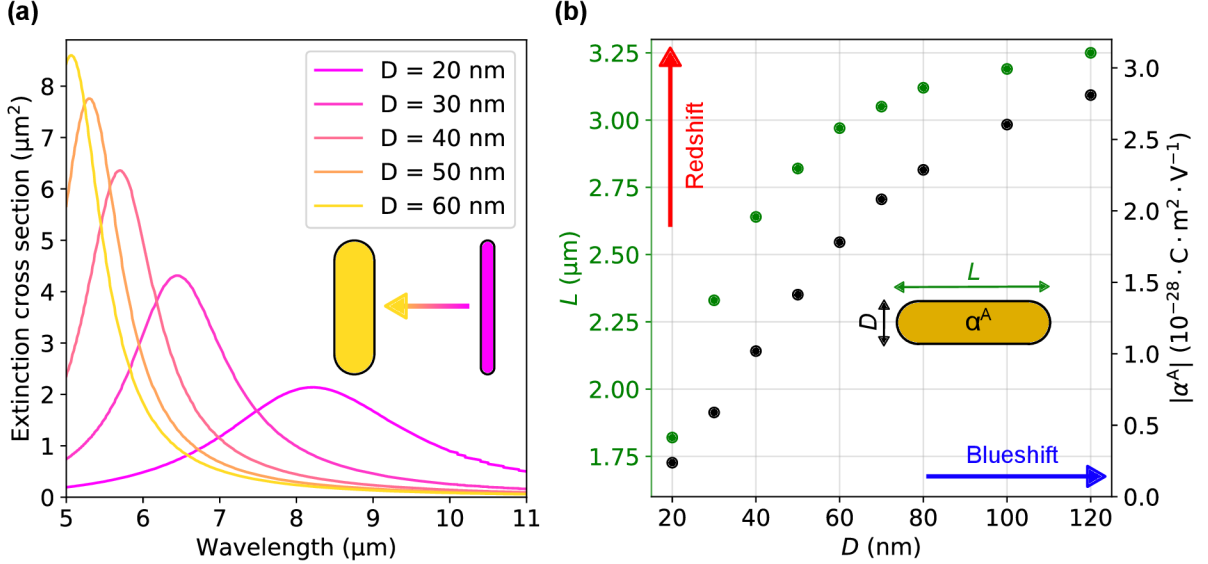 (a)
Extinction cross section (μm²)
8
7
6
5
4
3
2
1
0
5 6 7 8 9 10 11
Wavelength (μm)
D = 20 nm
D = 30 nm
D = 40 nm
D = 50 nm
D = 60 nm
(b)
L (μm)
3.25
3.00
2.75
2.50
2.25
2.00
1.75
Redshift
L
D
αᴬ
Blueshift
20 40 60 80 100 120
D (nm)
3.0
2.5
2.0
1.5
1.0
0.5
0.0
|αᴬ| (10⁻²⁸ · C · m² · V⁻¹)